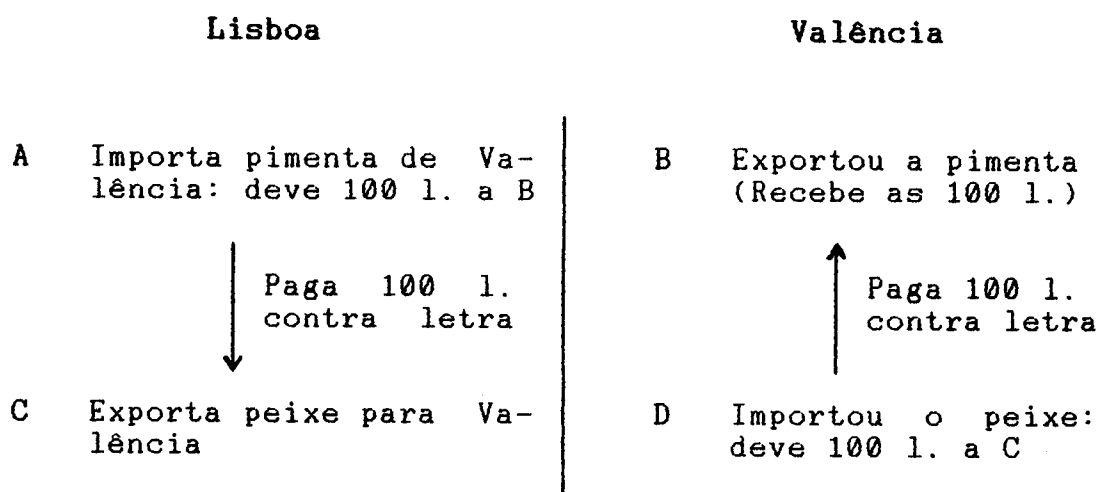 Lisboa
Valência
A Importa pimenta de Va-
lência: deve 100 l. a B
B Exportou a pimenta
(Recebe as 100 l.)
Paga 100 l.
contra letra
Paga 100 l.
contra letra
C Exporta peixe para Va-
lência
D Importou o peixe:
deve 100 l. a C